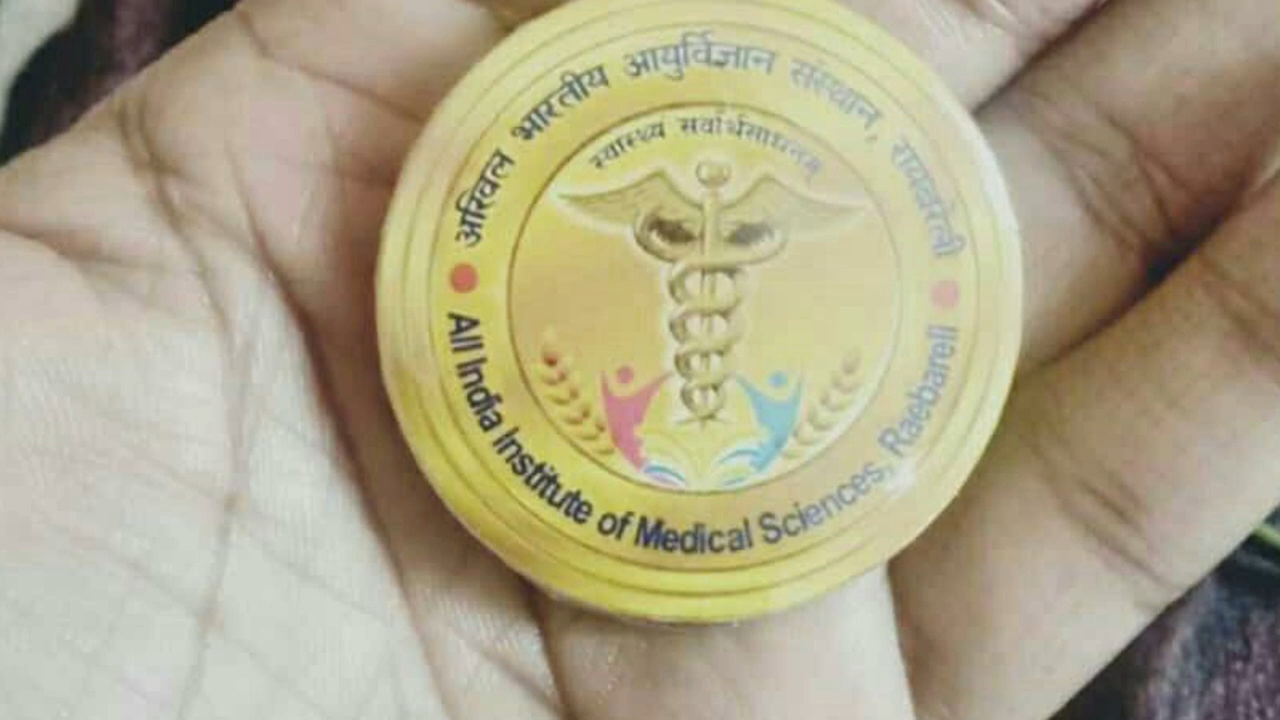 अखिल भारतीय आयुर्विज्ञान संस्थान, रायबरेली
स्वास्थ्य सर्वार्थसाधनम्
All India Institute of Medical Sciences, Raebareli